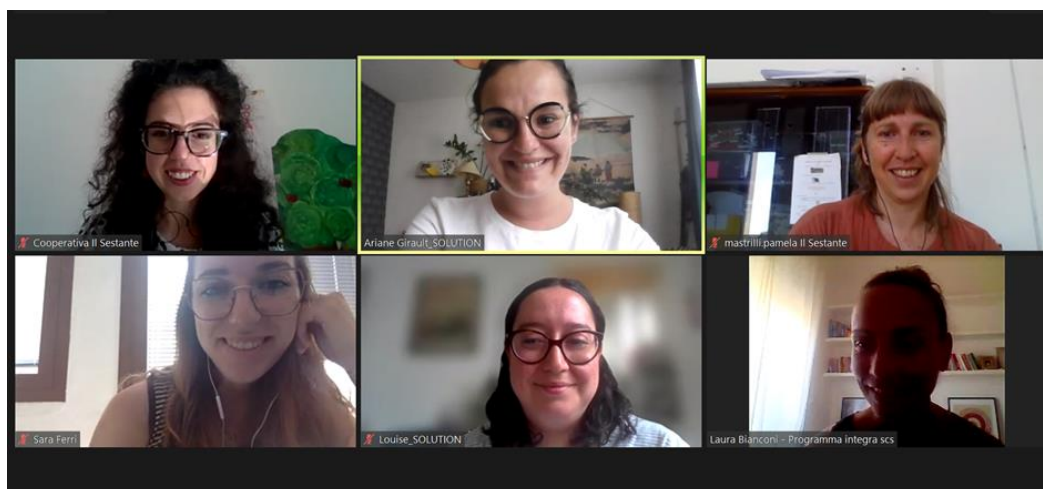 Cooperativa Il Sestante
Ariane Girault_SOLUTION
mastrilli.pamela Il Sestante
Sara Ferri
Louise_SOLUTION
Laura Bianconi - Programma integra scs